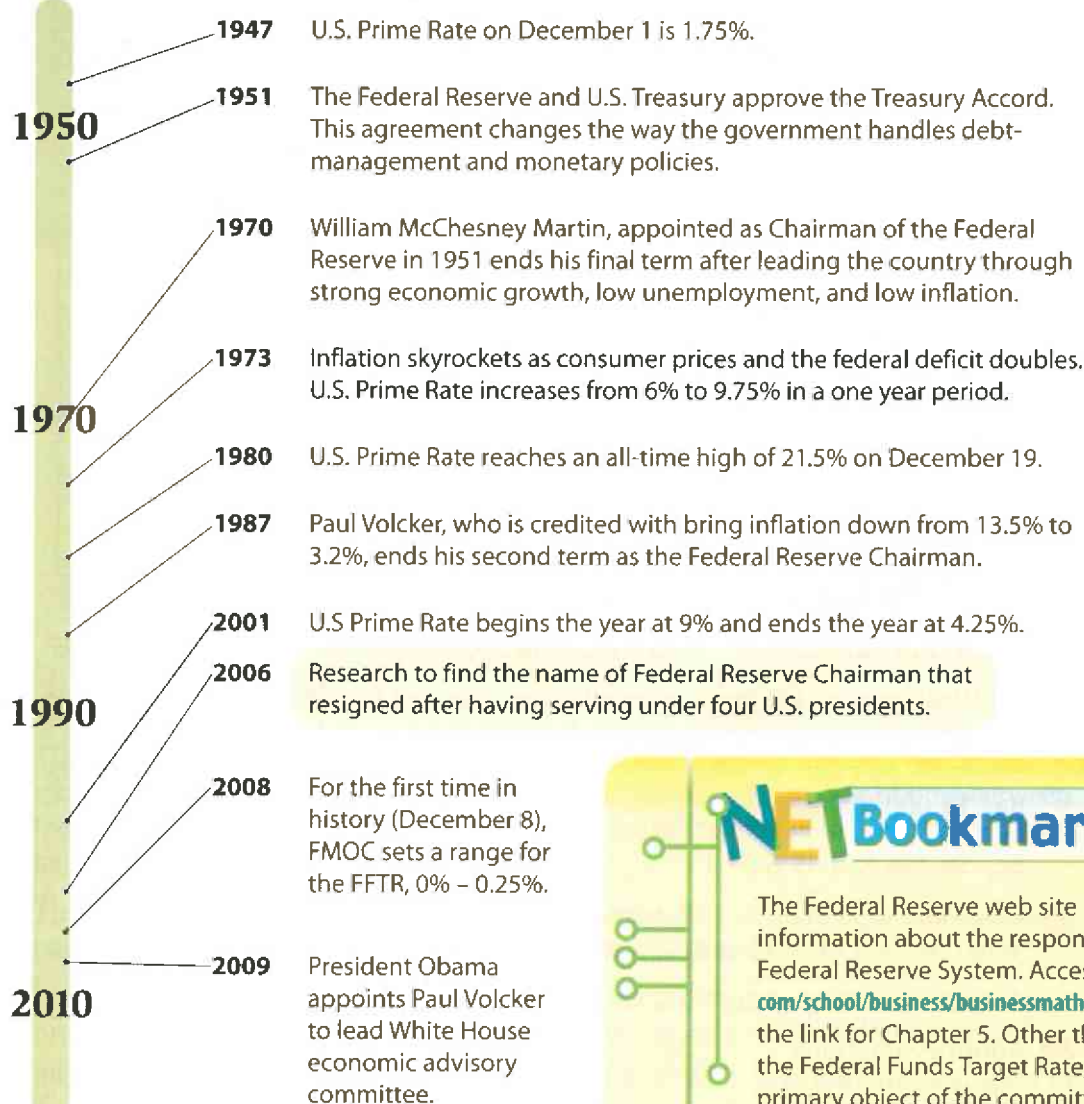 1947 U.S. Prime Rate on December 1 is 1.75%.
1951 The Federal Reserve and U.S. Treasury approve the Treasury Accord.
1950
This agreement changes the way the government handles debt-
management and monetary policies.
1970 William McChesney Martin, appointed as Chairman of the Federal
Reserve in 1951 ends his final term after leading the country through
strong economic growth, low unemployment, and low inflation.
1973 Inflation skyrockets as consumer prices and the federal deficit doubles.
U.S. Prime Rate increases from 6% to 9.75% in a one year period.
1970
1980 U.S. Prime Rate reaches an all-time high of 21.5% on December 19.
1987 Paul Volcker, who is credited with bring inflation down from 13.5% to
3.2%, ends his second term as the Federal Reserve Chairman.
2001 U.S Prime Rate begins the year at 9% and ends the year at 4.25%.
2006 Research to find the name of Federal Reserve Chairman that
resigned after having serving under four U.S. presidents.
1990
2008 For the first time in
history (December 8),
FMOC sets a range for
the FFTR, 0% – 0.25%.
2009 President Obama
appoints Paul Volcker
to lead White House
economic advisory
committee.
2010
NET Bookmar
The Federal Reserve web site
information about the respon
Federal Reserve System. Acce
com/school/business/businessmath
the link for Chapter 5. Other t
the Federal Funds Target Rate
primary object of the commit